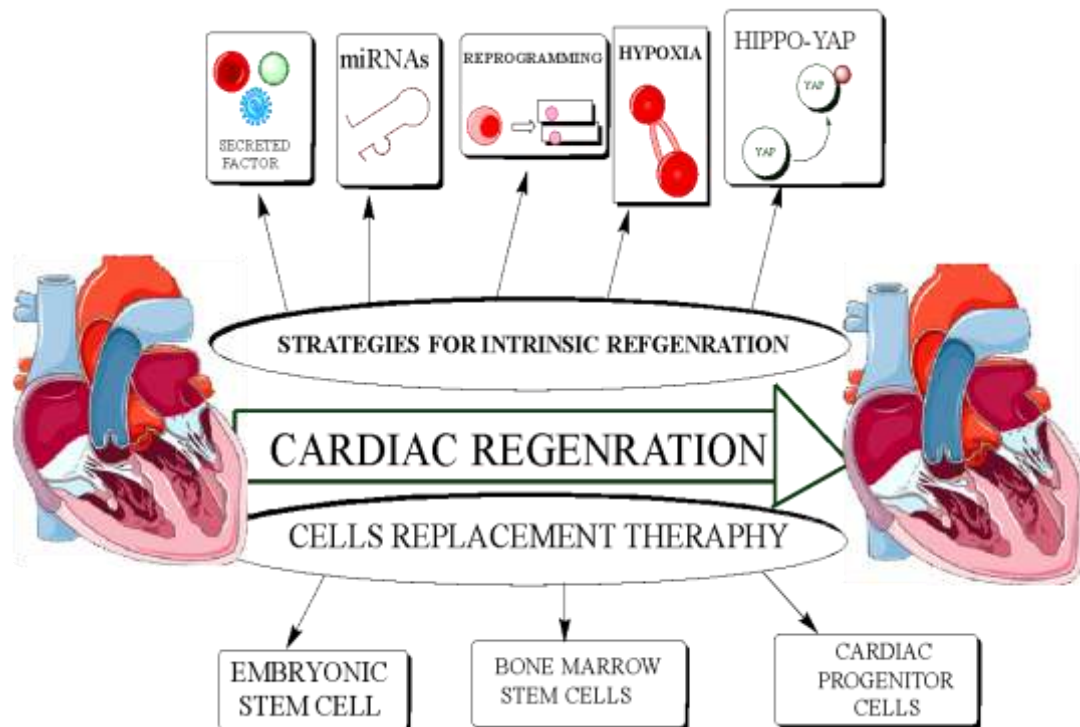 SECRETED
FACTOR
miRNAs
REPROGRAMMING
HYPOXIA
HIPPO-YAP
YAP
YAP
STRATEGIES FOR INTRINSIC REFGENRATION
CARDIAC REGENRATION
CELLS REPLACEMENT THERAPHY
EMBRYONIC
STEM CELL
BONE MARROW
STEM CELLS
CARDIAC
PROGENITOR
CELLS